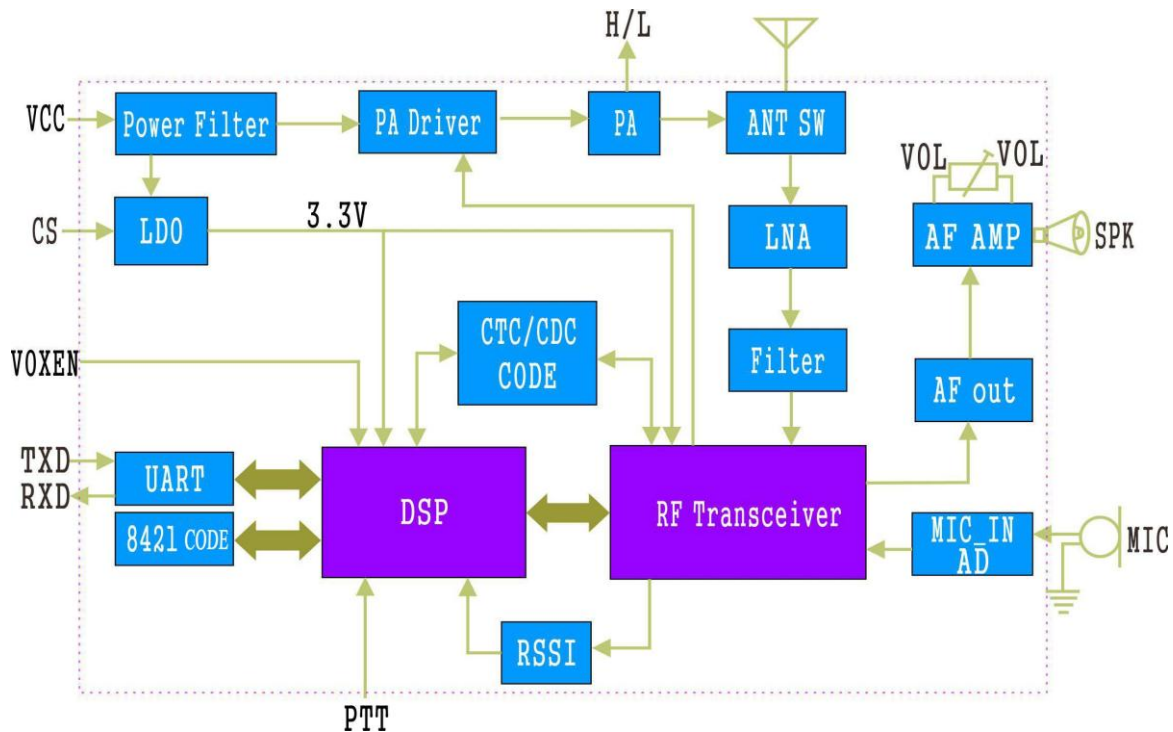 H/L
VCC
Power Filter
PA Driver
PA
ANT SW
VOL
VOL
CS
LDO
3.3V
LNA
AF AMP
SPK
CTC/CDC
CODE
VOXEN
Filter
AF out
TXD
RXD
UART
8421 CODE
DSP
RF Transceiver
MIC_IN
AD
MIC
RSSI
PTT